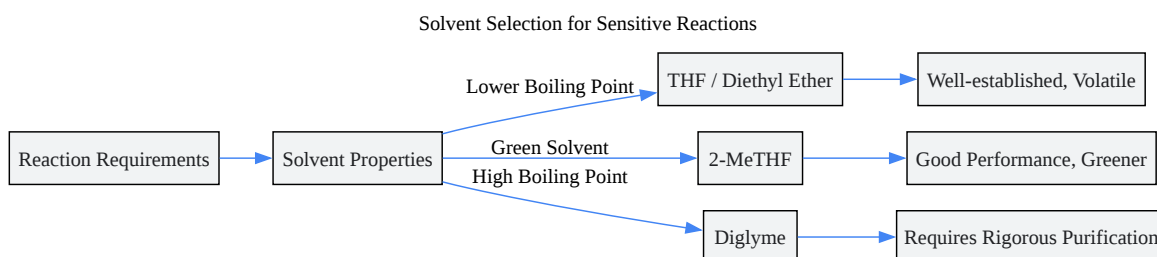 Solvent Selection for Sensitive Reactions
Lower Boiling Point
THF / Diethyl Ether
Well-established, Volatile
Reaction Requirements
Solvent Properties
Green Solvent
2-MeTHF
Good Performance, Greener
High Boiling Point
Diglyme
Requires Rigorous Purification